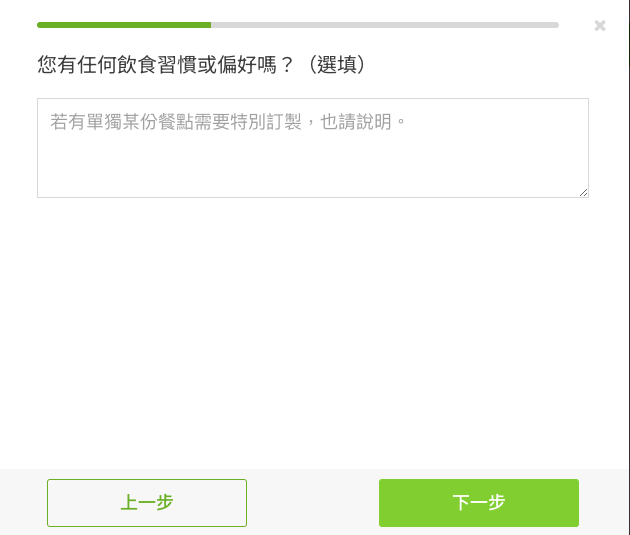 您有任何飲食習慣或偏好嗎？（選填）
若有單獨某份餐點需要特別訂製，也請說明。
上一步
下一步